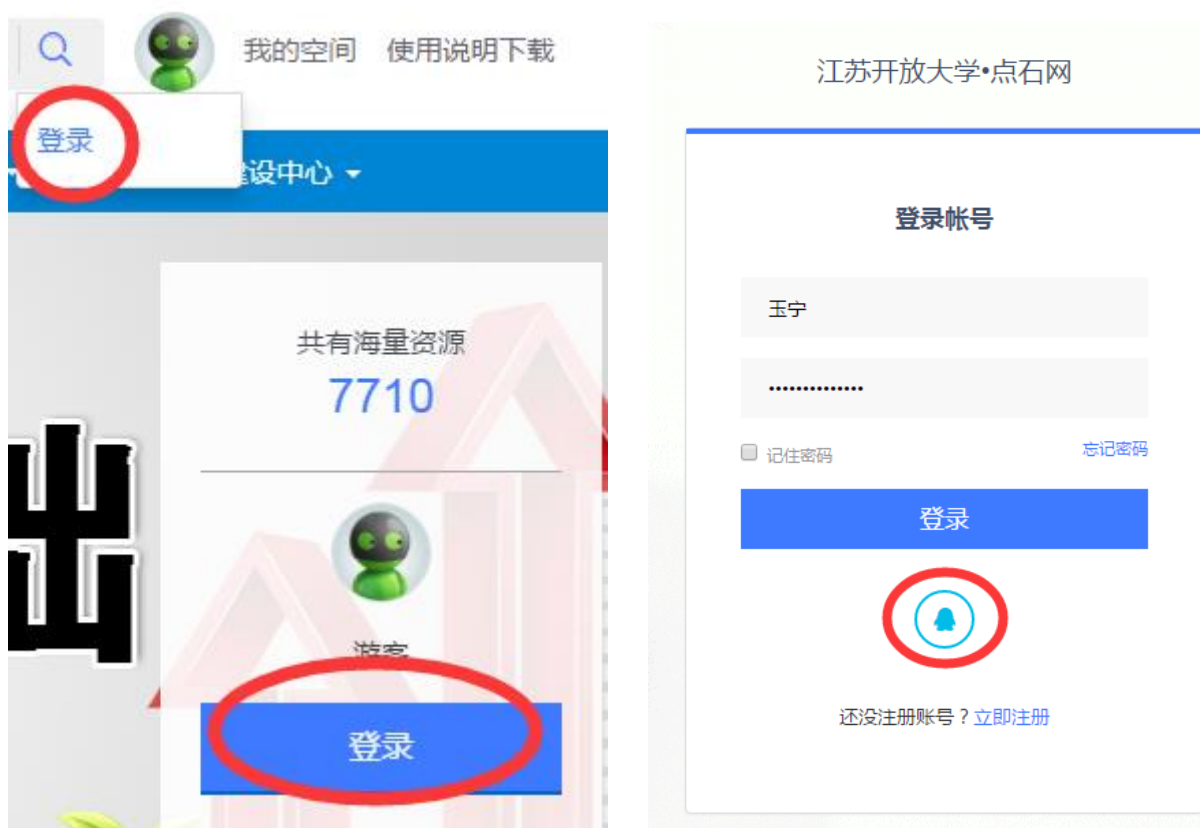 我的空间 使用说明下载
登录
设中心
共有海量资源
7710
出
游客
登录
江苏开放大学•点石网
登录帐号
玉宁
••••••••••••••
记住密码
忘记密码
登录
还没注册账号？立即注册